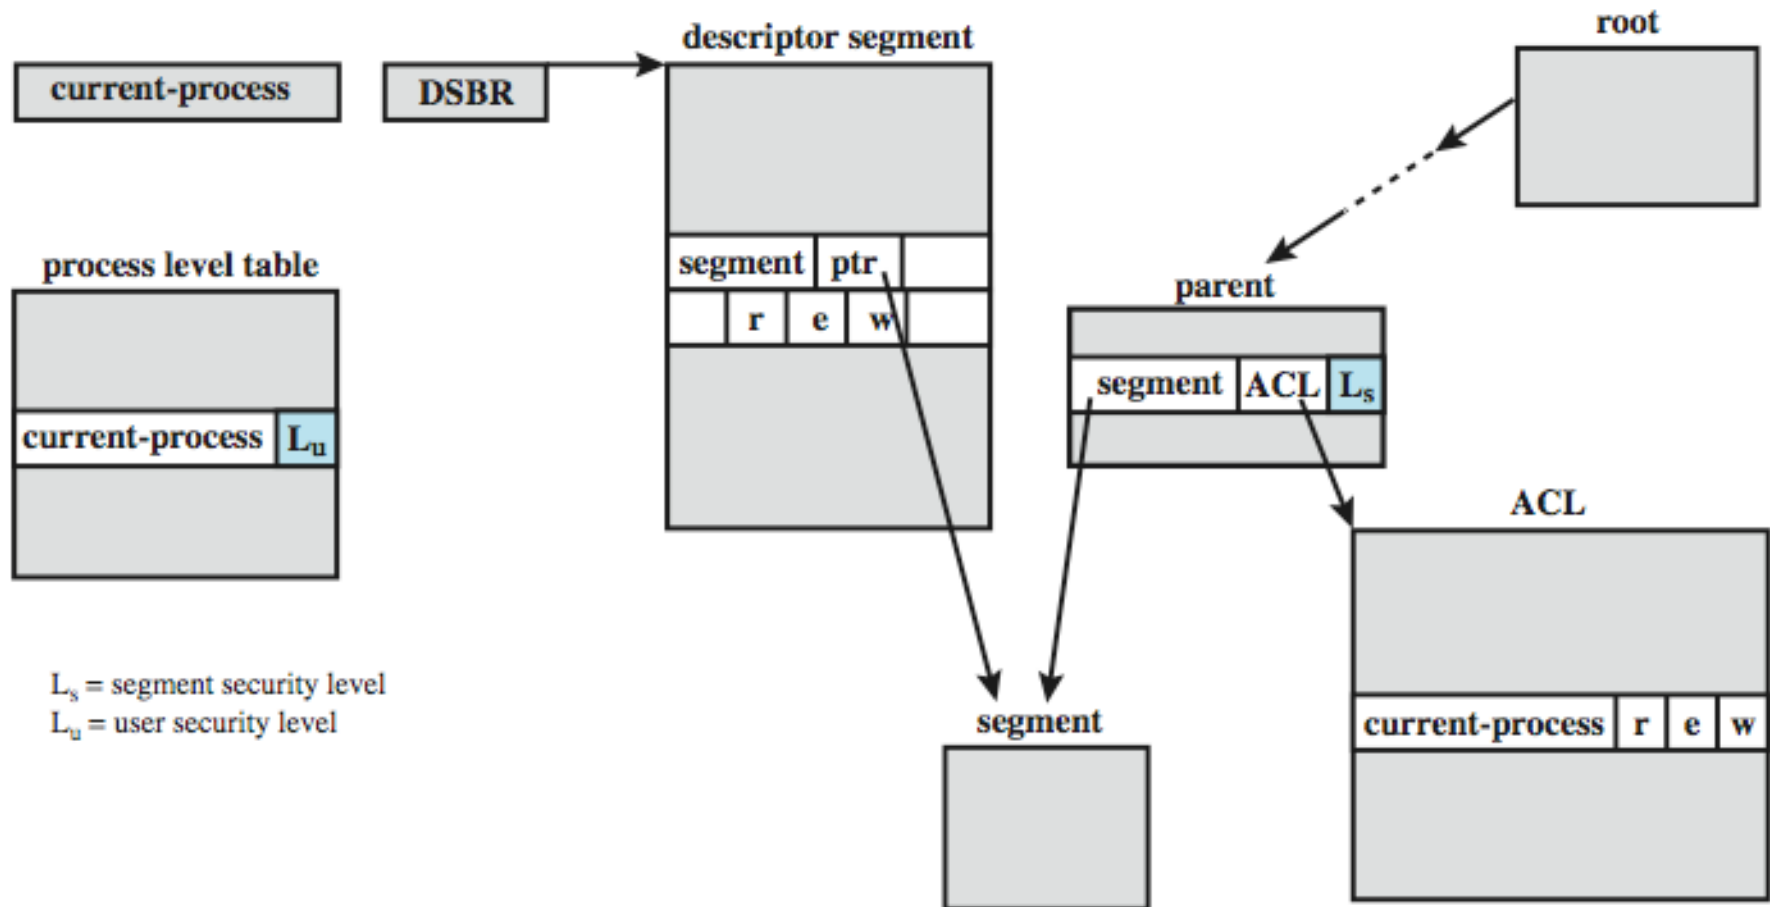 current-process
DSBR
descriptor segment
root
segment ptr
r e w
process level table
current-process Lu
parent
segment ACL Ls
ACL
current-process r e w
segment
Ls = segment security level
Lu = user security level